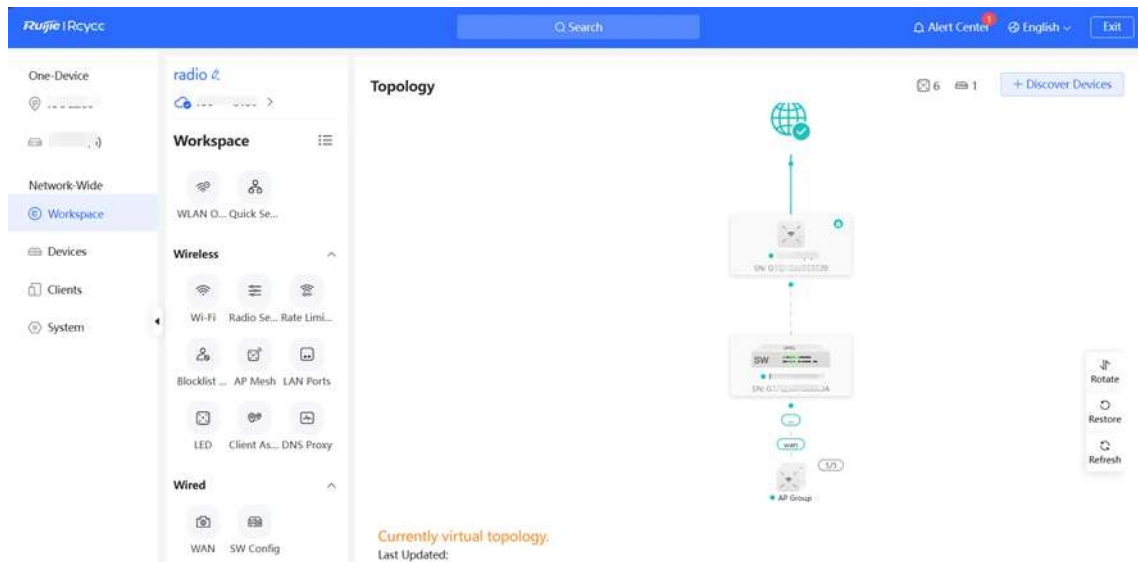 Ruijie | Rcycc
Search
Alert Center
1
English
Exit
One-Device
Network-Wide
Workspace
Devices
Clients
System
radio
Workspace
WLAN O... Quick Se...
Wireless
Wi-Fi Radio Se... Rate Limi...
Blocklist ... AP Mesh LAN Ports
LED Client As... DNS Proxy
Wired
WAN SW Config
Topology
6
1
+ Discover Devices
SN:
SW
SN:
wan
AP Group
Rotate
Restore
Refresh
Currently virtual topology.
Last Updated: